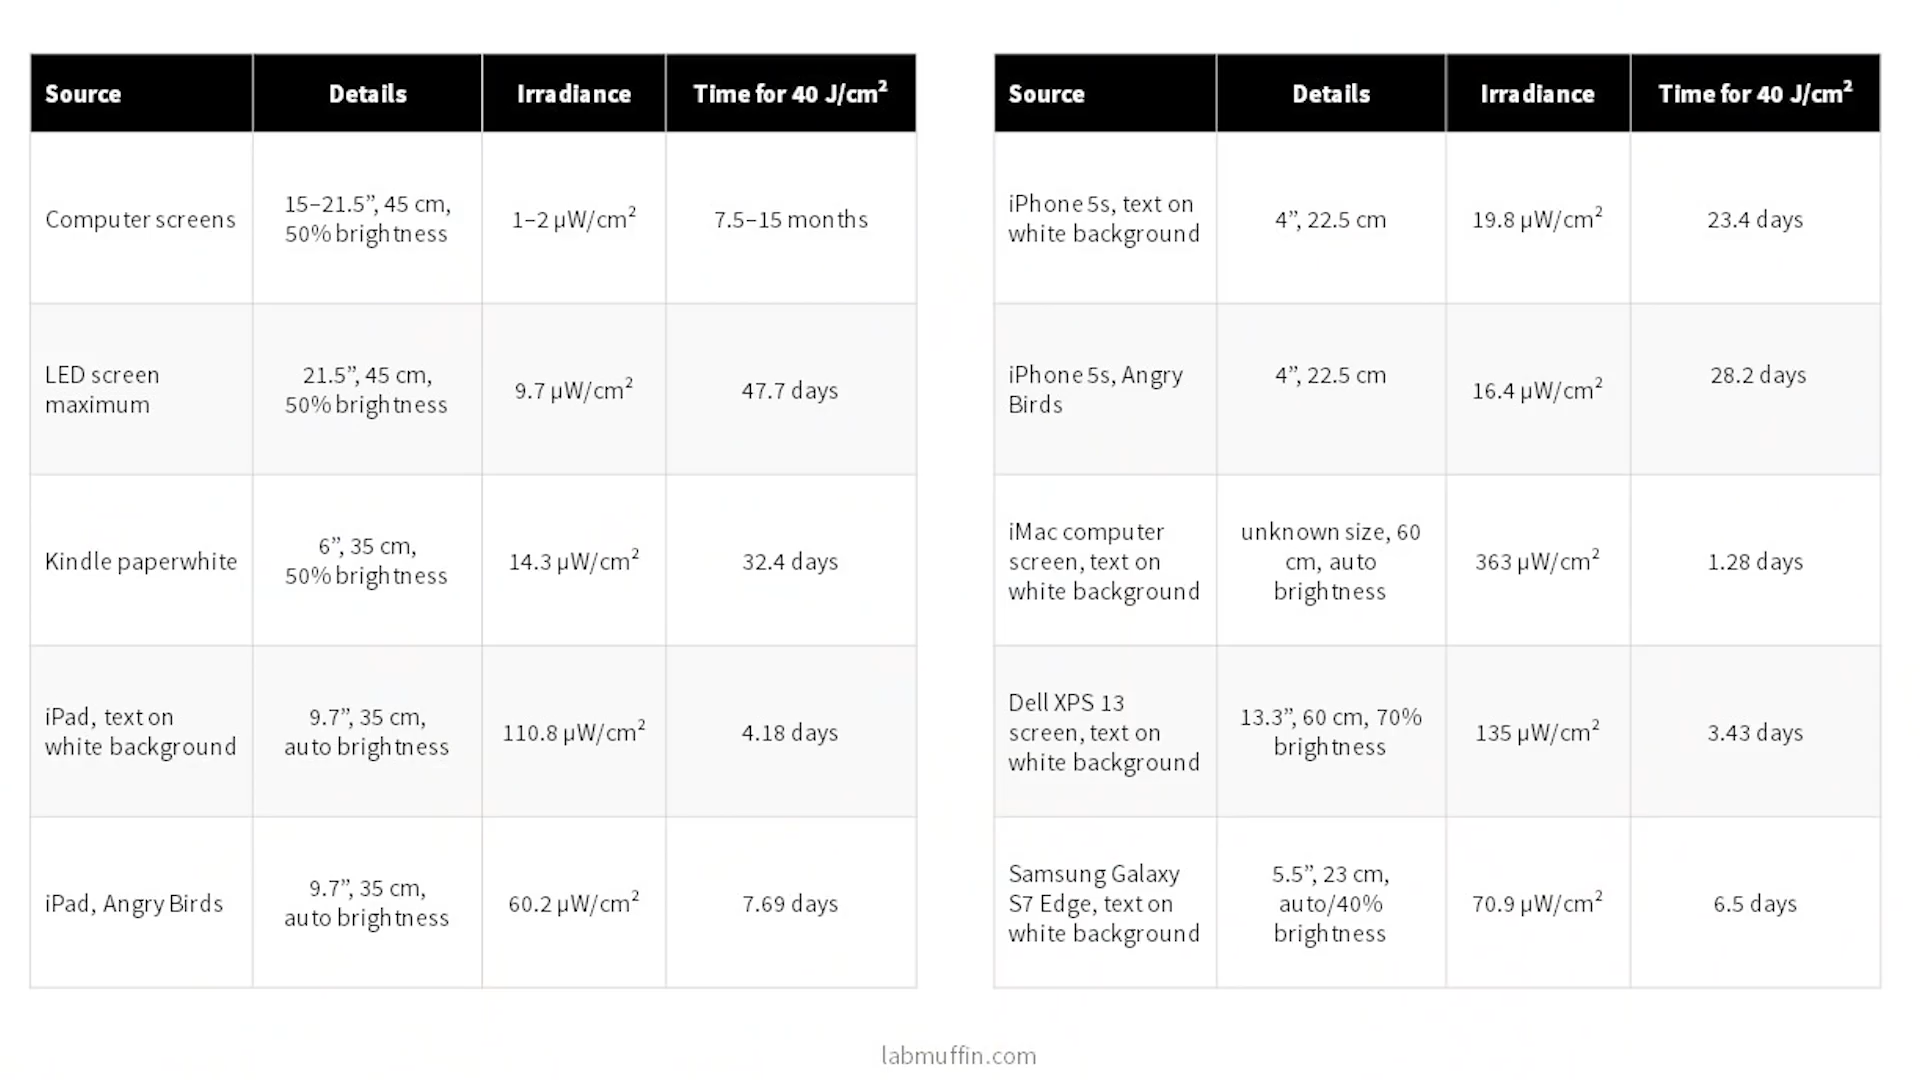 Source Details Irradiance Time for 40 J/cm²
Computer screens
15–21.5”, 45 cm,
50% brightness
1–2 µW/cm²
7.5–15 months
LED screen
maximum
21.5”, 45 cm,
50% brightness
9.7 µW/cm²
47.7 days
Kindle paperwhite
6”, 35 cm,
50% brightness
14.3 µW/cm²
32.4 days
iPad, text on
white background
9.7”, 35 cm,
auto brightness
110.8 µW/cm²
4.18 days
iPad, Angry Birds
9.7”, 35 cm,
auto brightness
60.2 µW/cm²
7.69 days
Source Details Irradiance Time for 40 J/cm²
iPhone 5s, text on
white background
4”, 22.5 cm
19.8 µW/cm²
23.4 days
iPhone 5s, Angry
Birds
4”, 22.5 cm
16.4 µW/cm²
28.2 days
iMac computer
screen, text on
white background
unknown size, 60
cm, auto
brightness
363 µW/cm²
1.28 days
Dell XPS 13
screen, text on
white background
13.3”, 60 cm, 70%
brightness
135 µW/cm²
3.43 days
Samsung Galaxy
S7 Edge, text on
white background
5.5”, 23 cm,
auto/40%
brightness
70.9 µW/cm²
6.5 days
labmuffin.com